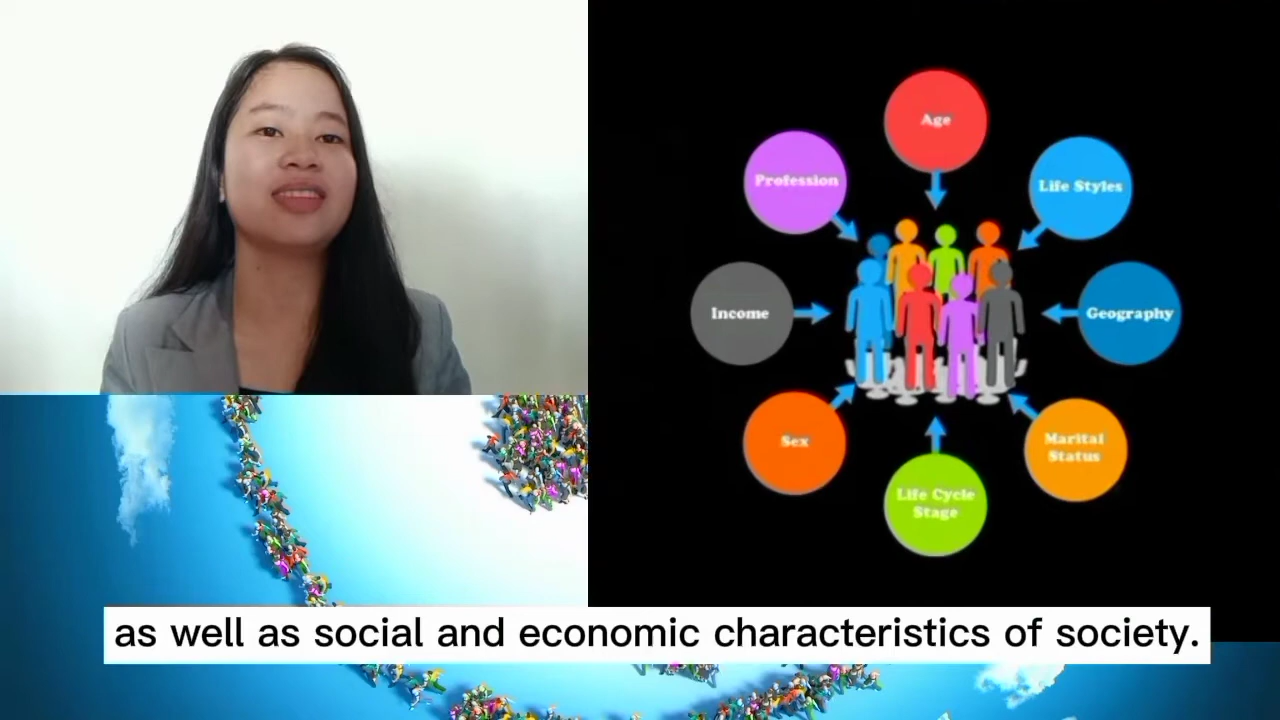 Age
Profession
Life Styles
Income
Geography
Sex
Marital
Status
Life Cycle
Stage
as well as social and economic characteristics of society.